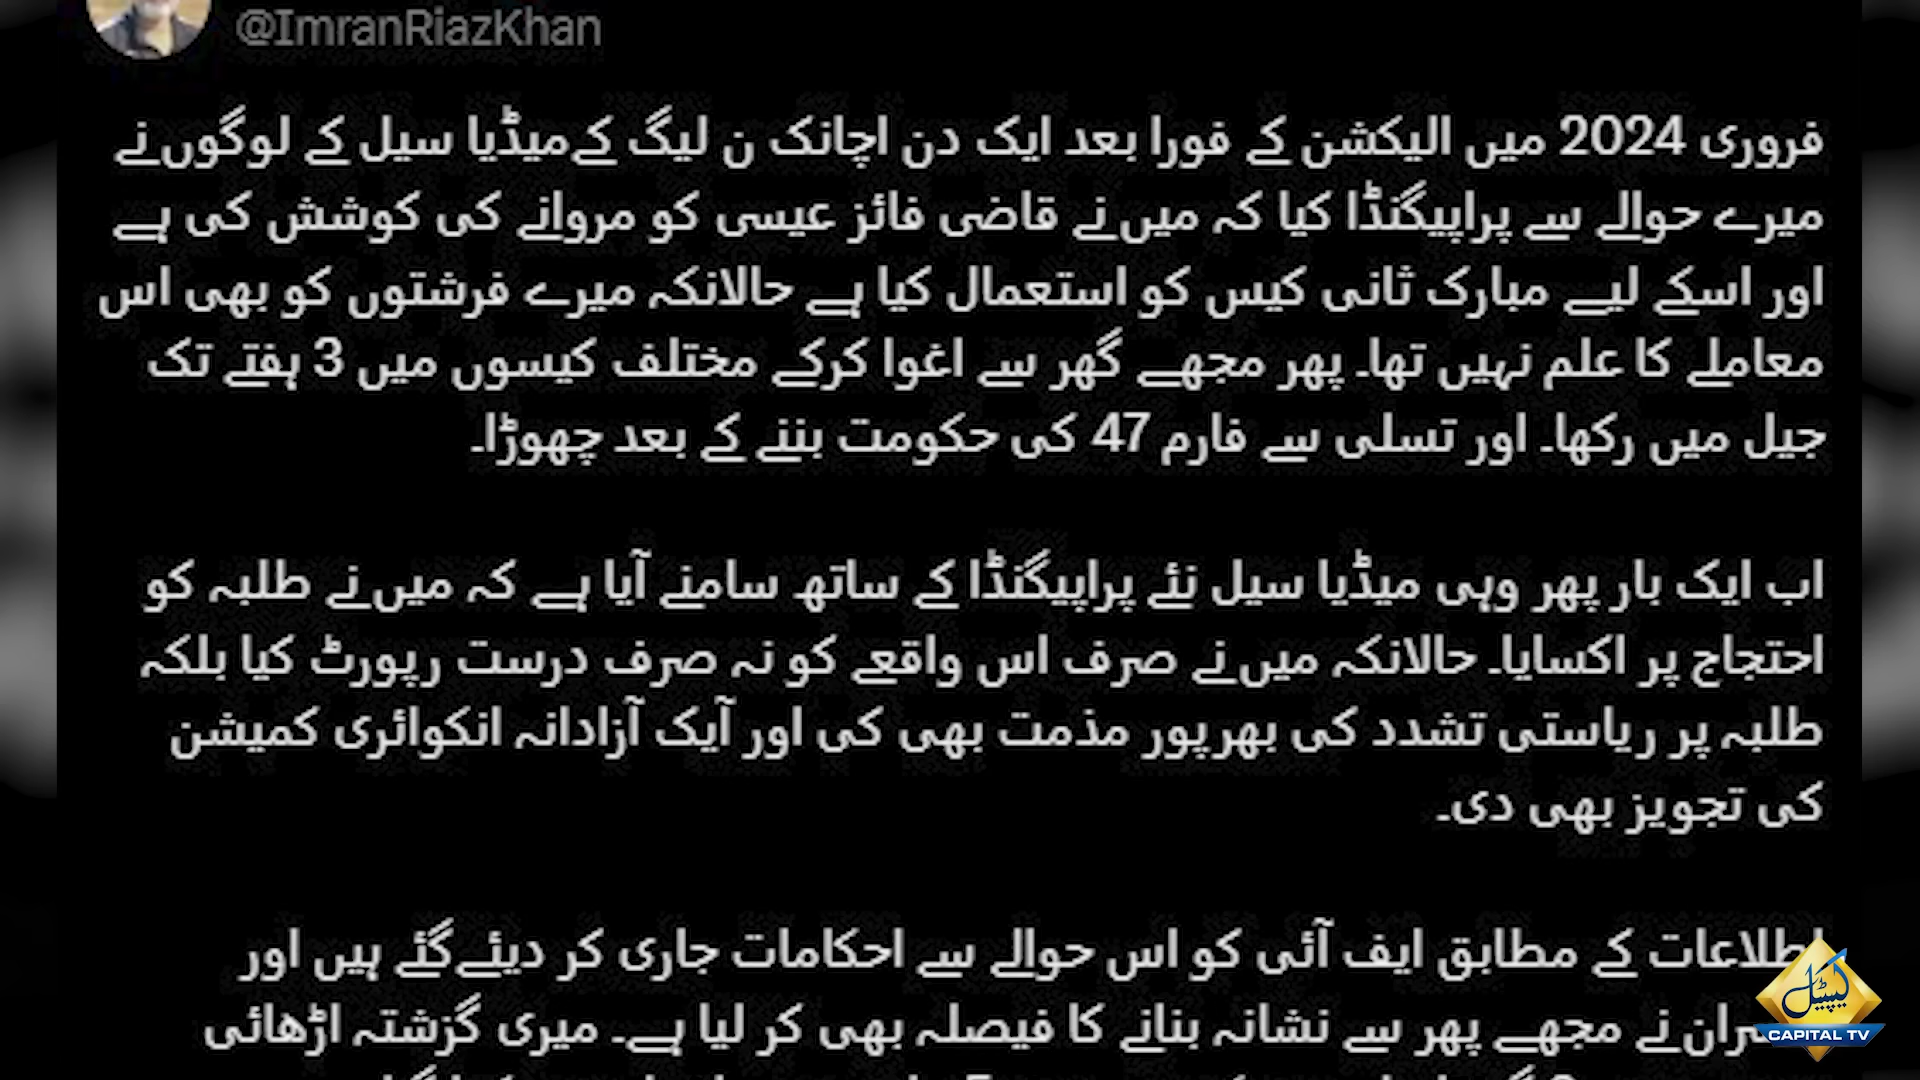 @ImranRiazKhan
فروری 2024 میں الیکشن کے فورا بعد ایک دن اچانک ن لیگ کےمیڈیا سیل کے لوگوں نے
میرے حوالے سے پراپیگنڈا کیا کہ میں نے قاضی فائز عیسی کو مروانے کی کوشش کی ہے
اور اسکے لیے مبارک ثانی کیس کو استعمال کیا ہے حالانکہ میرے فرشتوں کو بھی اس
معاملے کا علم نہیں تھا۔ پھر مجھے گھر سے اغوا کرکے مختلف کیسوں میں 3 ہفتے تک
جیل میں رکھا۔ اور تسلی سے فارم 47 کی حکومت بننے کے بعد چھوڑا۔
اب ایک بار پھر وہی میڈیا سیل نئے پراپیگنڈا کے ساتھ سامنے آیا ہے کہ میں نے طلبہ کو
احتجاج پر اکسایا۔ حالانکہ میں نے صرف اس واقعے کو نہ صرف درست رپورٹ کیا بلکہ
طلبہ پر ریاستی تشدد کی بھرپور مذمت بھی کی اور آیک آزادانہ انکوائری کمیشن
کی تجویز بھی دی۔
اطلاعات کے مطابق ایف آئی کو اس حوالے سے احکامات جاری کر دیئے گئے ہیں اور
نے مجھے پھر سے نشانہ بنانے کا فیصلہ بھی کر لیا ہے۔ میری گزشتہ اڑھائی
کیپیٹل
CAPITAL TV